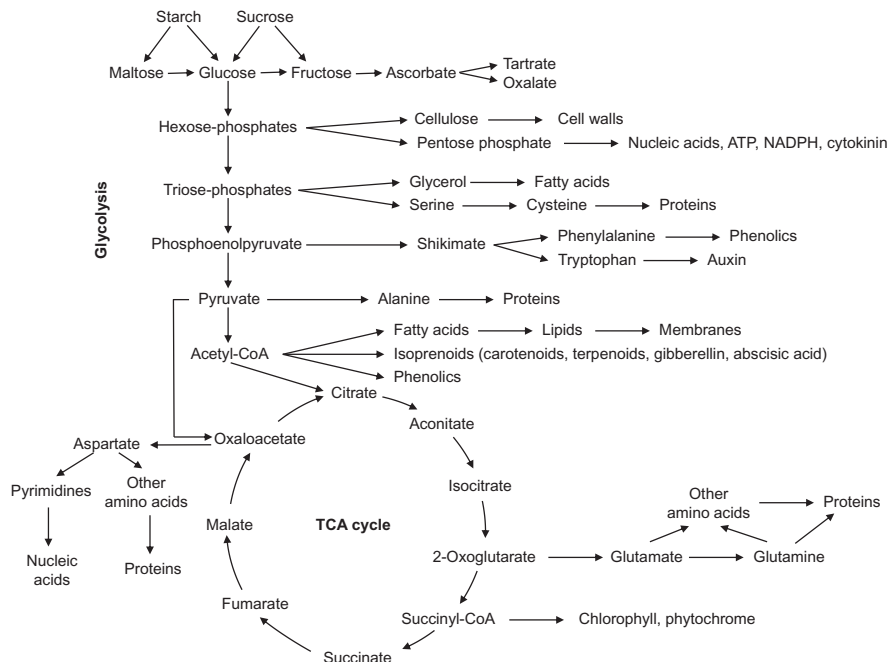 Starch Sucrose
Maltose Glucose Fructose Ascorbate Tartrate
Oxalate
Hexose-phosphates Cellulose Cell walls
Pentose phosphate Nucleic acids, ATP, NADPH, cytokinin
Glycolysis
Triose-phosphates Glycerol Fatty acids
Serine Cysteine Proteins
Phosphoenolpyruvate Shikimate Phenylalanine Phenolics
Tryptophan Auxin
Pyruvate Alanine Proteins
Acetyl-CoA Fatty acids Lipids Membranes
Isoprenoids (carotenoids, terpenoids, gibberellin, abscisic acid)
Phenolics
Citrate
Aconitate
Aspartate Oxaloacetate
Isocitrate
Pyrimidines Other
amino acids
Other
amino acids Proteins
Malate TCA cycle
Nucleic
acids Proteins
2-Oxoglutarate Glutamate Glutamine
Fumarate
Succinyl-CoA Chlorophyll, phytochrome
Succinate